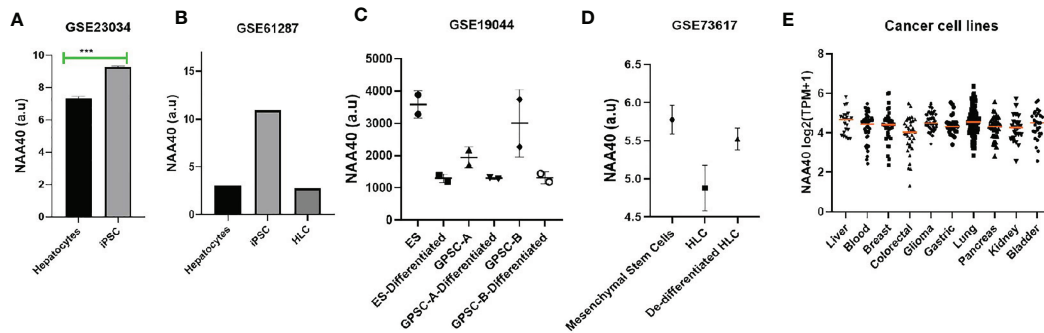 A
GSE23034
NAA40 (a.u)
10
8
6
4
2
0
***
Hepatocytes
iPSC
B
GSE61287
NAA40 (a.u)
15
10
5
0
Hepatocytes
iPSC
HLC
C
GSE19044
NAA40 (a.u)
5000
4000
3000
2000
1000
0
ES
ES-Differentiated
GPSC-A
GPSC-A-Differentiated
GPSC-B
GPSC-B-Differentiated
D
GSE73617
NAA40 (a.u)
6.5
6.0
5.5
5.0
4.5
Mesenchymal Stem Cells
HLC
De-differentiated HLC
E
Cancer cell lines
NAA40 log2(TPM+1)
8
6
4
2
0
Liver
Blood
Breast
Colorectal
Glioma
Gastric
Lung
Pancreas
Kidney
Bladder